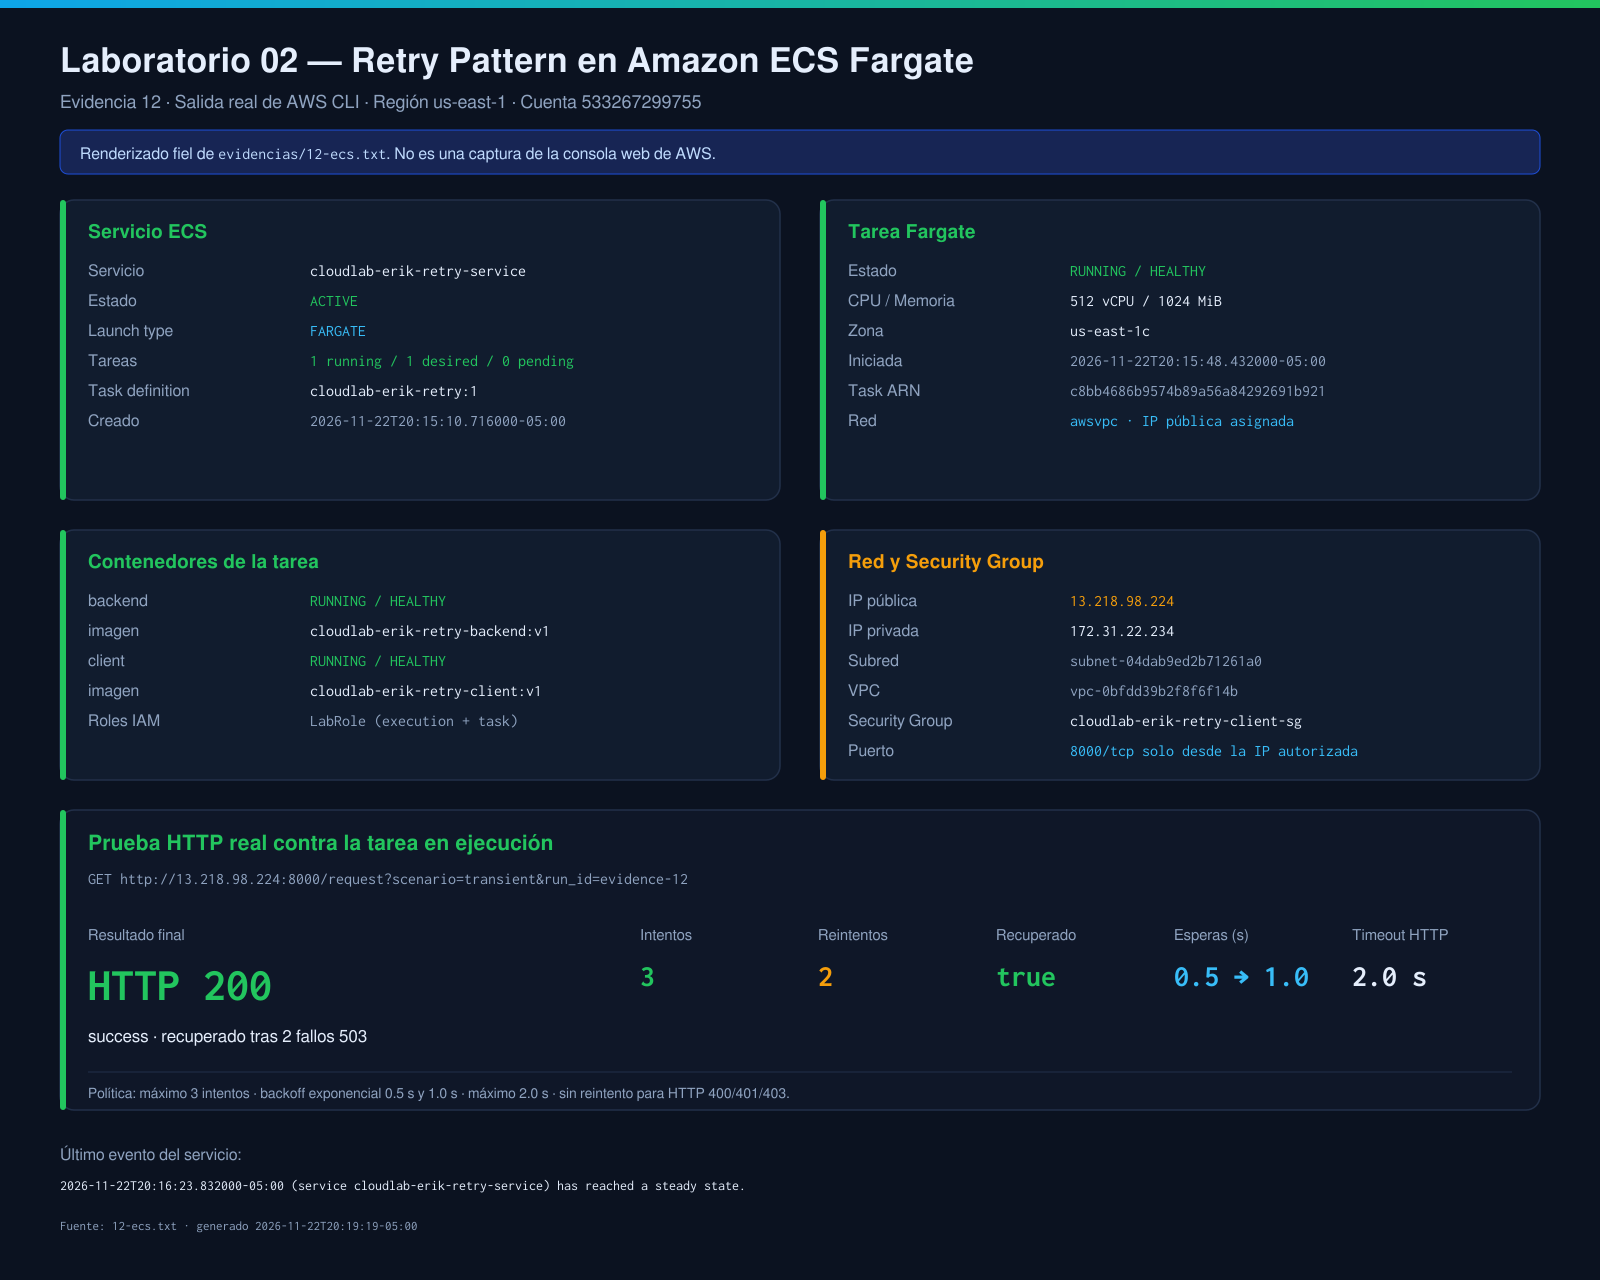 Laboratorio 02 — Retry Pattern en Amazon ECS Fargate
Evidencia 12 · Salida real de AWS CLI · Región us-east-1 · Cuenta 533267299755
Renderizado fiel de evidencias/12-ecs.txt. No es una captura de la consola web de AWS.
Servicio ECS
Servicio cloudlab-erik-retry-service
Estado ACTIVE
Launch type FARGATE
Tareas 1 running / 1 desired / 0 pending
Task definition cloudlab-erik-retry:1
Creado 2026-11-22T20:15:10.716000-05:00
Tarea Fargate
Estado RUNNING / HEALTHY
CPU / Memoria 512 vCPU / 1024 MiB
Zona us-east-1c
Iniciada 2026-11-22T20:15:48.432000-05:00
Task ARN c8bb4686b9574b89a56a84292691b921
Red awsvpc · IP pública asignada
Contenedores de la tarea
backend RUNNING / HEALTHY
imagen cloudlab-erik-retry-backend:v1
client RUNNING / HEALTHY
imagen cloudlab-erik-retry-client:v1
Roles IAM LabRole (execution + task)
Red y Security Group
IP pública 13.218.98.224
IP privada 172.31.22.234
Subred subnet-04dab9ed2b71261a0
VPC vpc-0bfdd39b2f8f6f14b
Security Group cloudlab-erik-retry-client-sg
Puerto 8000/tcp solo desde la IP autorizada
Prueba HTTP real contra la tarea en ejecución
GET http://13.218.98.224:8000/request?scenario=transient&run_id=evidence-12
Resultado final Intentos Reintentos Recuperado Esperas (s) Timeout HTTP
HTTP 200 3 2 true 0.5 → 1.0 2.0 s
success · recuperado tras 2 fallos 503
Política: máximo 3 intentos · backoff exponencial 0.5 s y 1.0 s · máximo 2.0 s · sin reintento para HTTP 400/401/403.
Último evento del servicio:
2026-11-22T20:16:23.832000-05:00 (service cloudlab-erik-retry-service) has reached a steady state.
Fuente: 12-ecs.txt · generado 2026-11-22T20:19:19-05:00